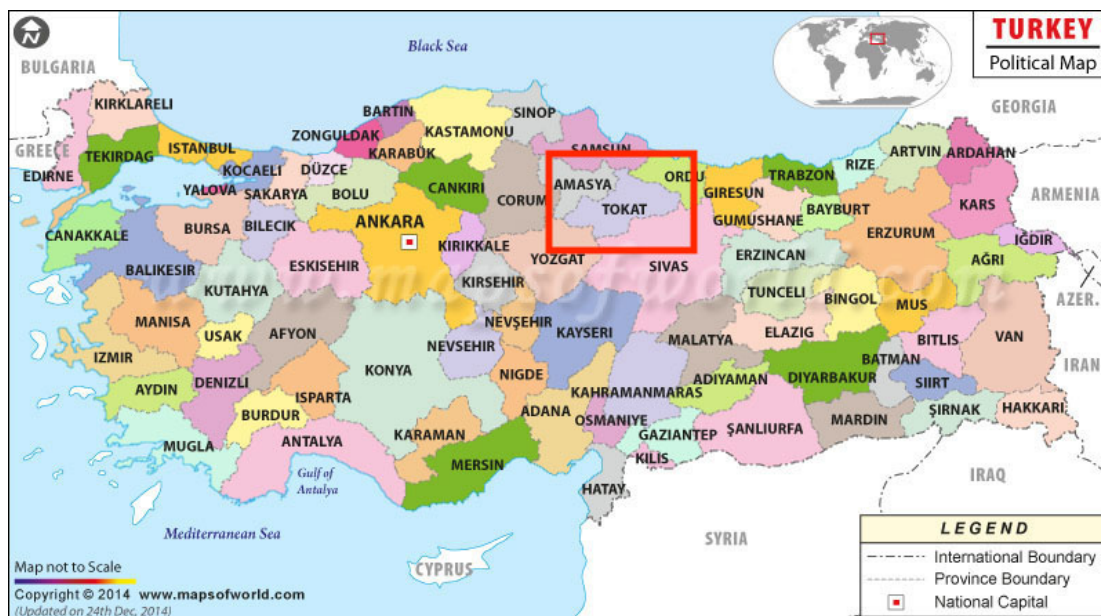 TURKEY
Political Map
Black Sea
BULGARIA
GEORGIA
KIRKLARELI
BARTIN
SINOP
ZONGULDAK
KASTAMONU
ARTVIN
ARDAHAN
GREECE
TEKIRDAG
ISTANBUL
KARABÜK
SAMSUN
RIZE
EDIRNE
KOCAELI
DÜZÇE
TRABZON
YALOVA
SAKARYA
BOLU
CANKIRI
CORUM
AMASYA
ORDU
GIRESUN
ARMENIA
CANAKKALE
BURSA
BILECIK
ANKARA
TOKAT
GUMUSHANE
BAYBURT
KARS
KIRIKKALE
ERZURUM
IĞDIR
BALIKESIR
ESKISEHIR
YOZGAT
SIVAS
ERZINCAN
AĞRI
KUTAHYA
KIRSEHIR
TUNCELI
BINGOL
MUS
AZER.
www.mapsofworld.com
MANISA
USAK
AFYON
NEVŞEHIR
KAYSERI
MALATYA
ELAZIG
BITLIS
VAN
IZMIR
NEVSEHIR
KONYA
BATMAN
IRAN
AYDIN
DENIZLI
ISPARTA
NIGDE
KAHRAMANMARAS
ADIYAMAN
DIYARBAKUR
SIIRT
BURDUR
ADANA
OSMANIYE
MARDIN
ŞIRNAK
HAKKARI
MUGLA
ANTALYA
KARAMAN
GAZIANTEP
ŞANLIURFA
MERSIN
KILIS
Gulf of
Antalya
HATAY
IRAQ
Mediterranean Sea
SYRIA
CYPRUS
LEGEND
International Boundary
Province Boundary
National Capital
Map not to Scale
Copyright © 2014 www.mapsofworld.com
(Updated on 24th Dec, 2014)
N